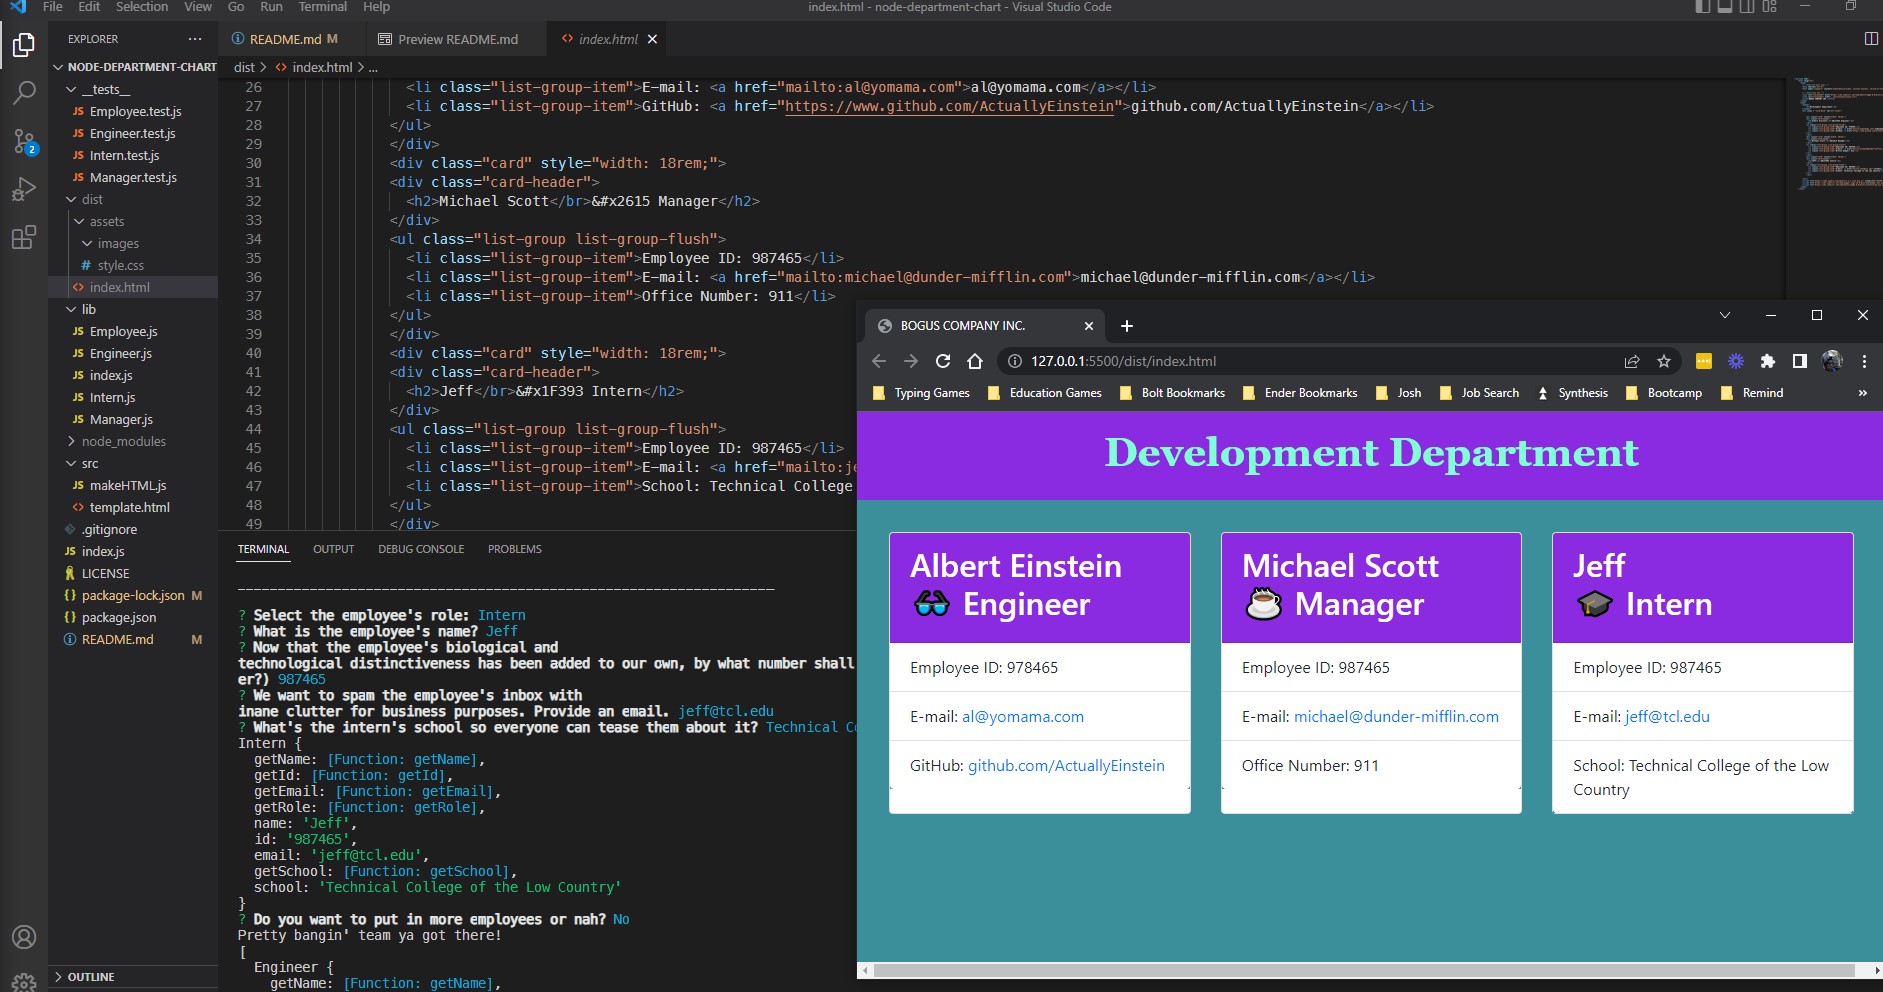 File Edit Selection View Go Run Terminal Help
index.html - node-department-chart - Visual Studio Code
EXPLORER ...
NODE-DEPARTMENT-CHART
__tests__
JS Employee.test.js
JS Engineer.test.js
JS Intern.test.js
JS Manager.test.js
dist
assets
images
# style.css
<> index.html
lib
JS Employee.js
JS Engineer.js
JS index.js
JS Intern.js
JS Manager.js
node_modules
src
JS makeHTML.js
<> template.html
.gitignore
JS index.js
LICENSE
{} package-lock.json M
{} package.json
README.md M
OUTLINE
2
README.md M Preview README.md <> index.html
dist > <> index.html > ...
26 <li class="list-group-item">E-mail: <a href="mailto:al@yomama.com">al@yomama.com</a></li>
27 <li class="list-group-item">GitHub: <a href="https://www.github.com/ActuallyEinstein">github.com/ActuallyEinstein</a></li>
28 </ul>
29 </div>
30 <div class="card" style="width: 18rem;">
31 <div class="card-header">
32 <h2>Michael Scott</br>&#x2615 Manager</h2>
33 </div>
34 <ul class="list-group list-group-flush">
35 <li class="list-group-item">Employee ID: 987465</li>
36 <li class="list-group-item">E-mail: <a href="mailto:michael@dunder-mifflin.com">michael@dunder-mifflin.com</a></li>
37 <li class="list-group-item">Office Number: 911</li>
38 </ul>
39 </div>
40 <div class="card" style="width: 18rem;">
41 <div class="card-header">
42 <h2>Jeff</br>&#x1F393 Intern</h2>
43 </div>
44 <ul class="list-group list-group-flush">
45 <li class="list-group-item">Employee ID: 987465</li>
46 <li class="list-group-item">E-mail: <a href="mailto:je
47 <li class="list-group-item">School: Technical College
48 </ul>
49 </div>
TERMINAL OUTPUT DEBUG CONSOLE PROBLEMS
? Select the employee's role: Intern
? What is the employee's name? Jeff
? Now that the employee's biological and
technological distinctiveness has been added to our own, by what number shall
er?) 987465
? We want to spam the employee's inbox with
inane clutter for business purposes. Provide an email. jeff@tcl.edu
? What's the intern's school so everyone can tease them about it? Technical Co
Intern {
getName: [Function: getName],
getId: [Function: getId],
getEmail: [Function: getEmail],
getRole: [Function: getRole],
name: 'Jeff',
id: '987465',
email: 'jeff@tcl.edu',
getSchool: [Function: getSchool],
school: 'Technical College of the Low Country'
}
? Do you want to put in more employees or nah? No
Pretty bangin' team ya got there!
[
Engineer {
getName: [Function: getName],
BOGUS COMPANY INC.
127.0.0.1:5500/dist/index.html
Typing Games Education Games Bolt Bookmarks Ender Bookmarks Josh Job Search Synthesis Bootcamp Remind »
Development Department
Albert Einstein
👓 Engineer
Employee ID: 978465
E-mail: al@yomama.com
GitHub: github.com/ActuallyEinstein
Michael Scott
☕ Manager
Employee ID: 987465
E-mail: michael@dunder-mifflin.com
Office Number: 911
Jeff
🎓 Intern
Employee ID: 987465
E-mail: jeff@tcl.edu
School: Technical College of the Low
Country